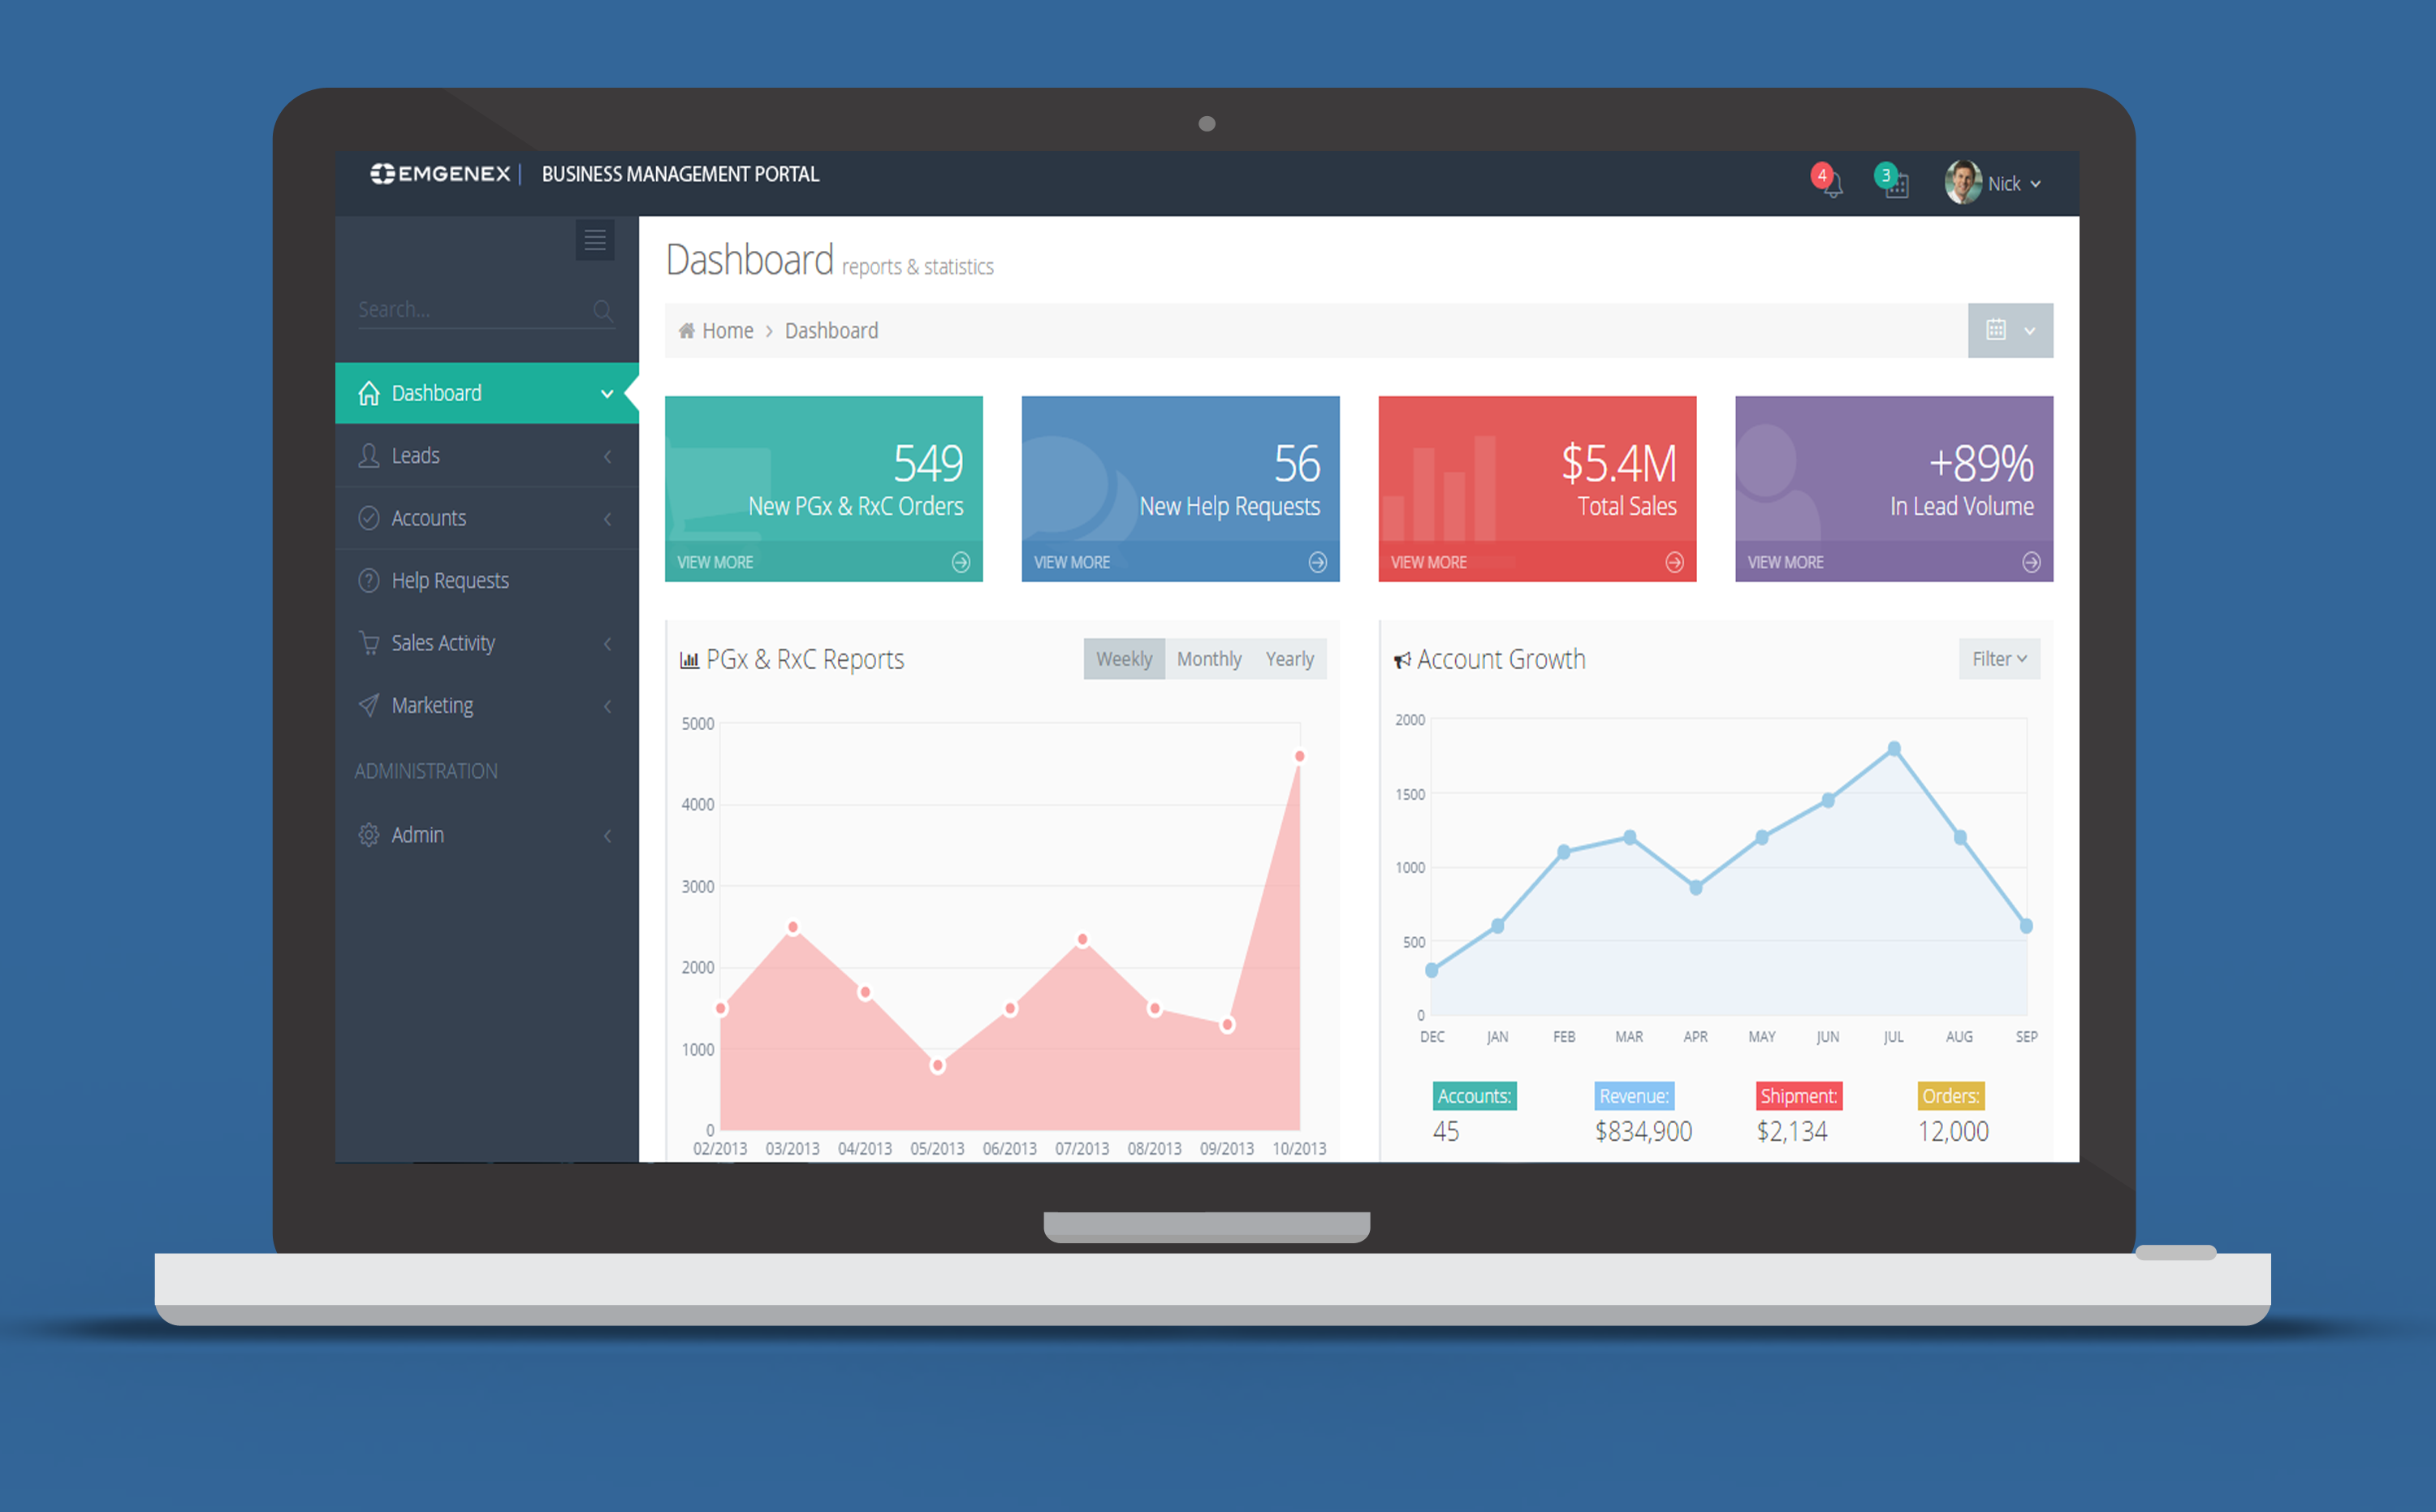 EMGENEX | BUSINESS MANAGEMENT PORTAL
4
3
Nick
Search...
Dashboard
Leads
Accounts
Help Requests
Sales Activity
Marketing
ADMINISTRATION
Admin
Dashboard reports & statistics
Home > Dashboard
549
New PGx & RxC Orders
VIEW MORE
56
New Help Requests
VIEW MORE
$5.4M
Total Sales
VIEW MORE
+89%
In Lead Volume
VIEW MORE
PGx & RxC Reports
Weekly Monthly Yearly
5000
4000
3000
2000
1000
0
02/2013 03/2013 04/2013 05/2013 06/2013 07/2013 08/2013 09/2013 10/2013
Account Growth
Filter
2000
1500
1000
500
0
DEC JAN FEB MAR APR MAY JUN JUL AUG SEP
Accounts: Revenue: Shipment: Orders:
45 $834,900 $2,134 12,000